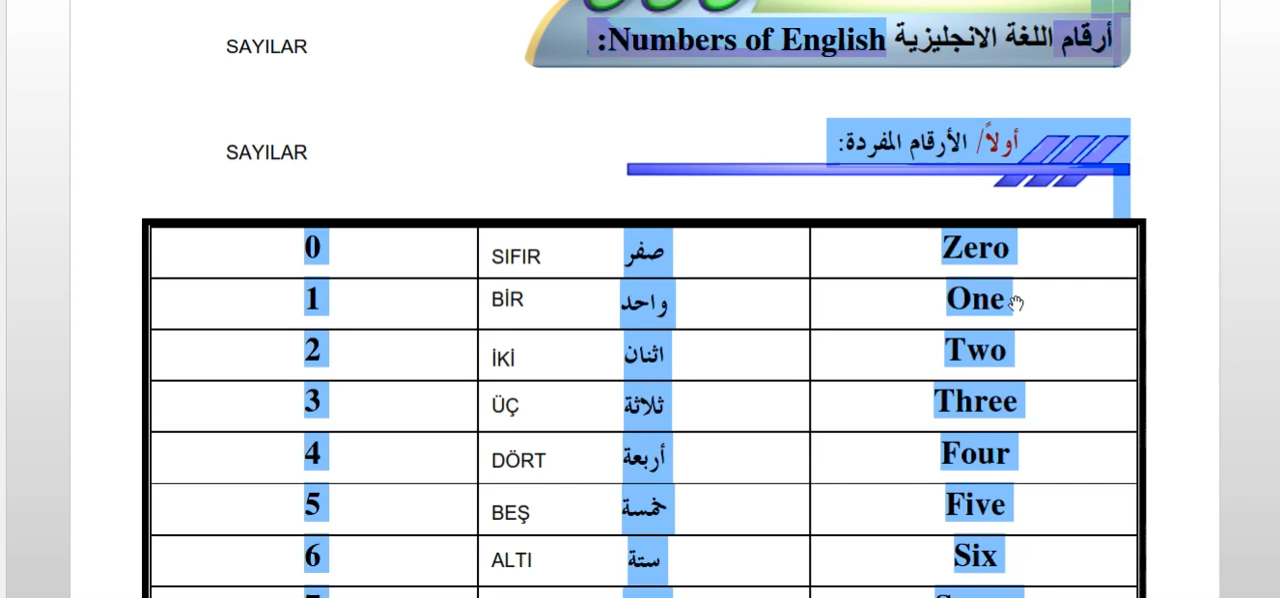 SAYILAR
أرقام اللغة الانجليزية Numbers of English:
SAYILAR
أولاً/ الأرقام المفردة:
0 SIFIR صفر Zero
1 BİR واحد One
2 İKİ اثنان Two
3 ÜÇ ثلاثة Three
4 DÖRT أربعة Four
5 BEŞ خمسة Five
6 ALTI ستة Six